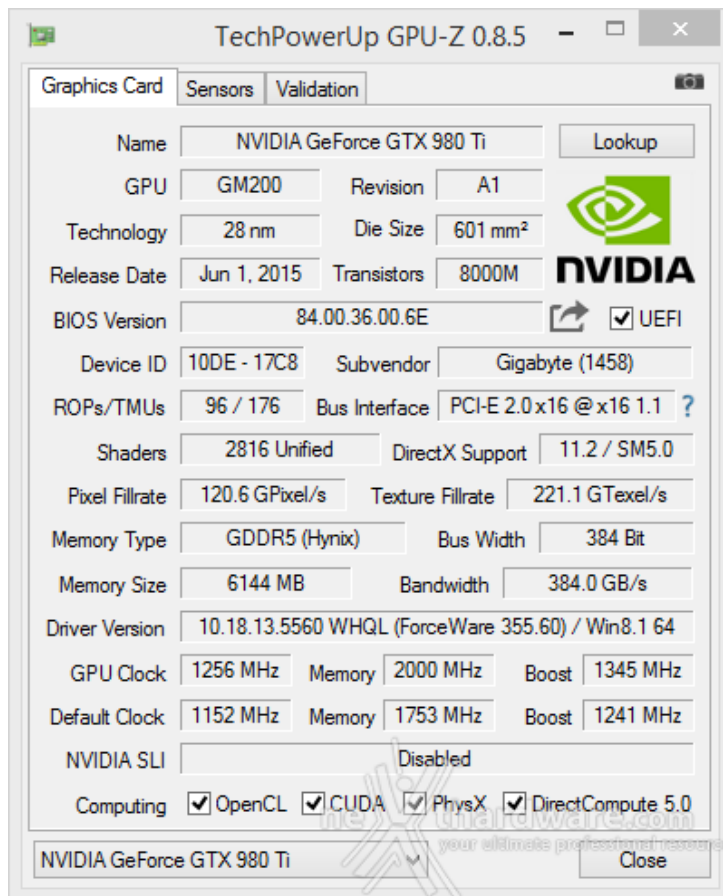 TechPowerUp GPU-Z 0.8.5
Graphics Card Sensors Validation
Name NVIDIA GeForce GTX 980 Ti Lookup
GPU GM200 Revision A1
Technology 28 nm Die Size 601 mm²
NVIDIA
Release Date Jun 1, 2015 Transistors 8000M
BIOS Version 84.00.36.00.6E UEFI
Device ID 10DE - 17C8 Subvendor Gigabyte (1458)
ROPs/TMUs 96 / 176 Bus Interface PCI-E 2.0 x16 @ x16 1.1 ?
Shaders 2816 Unified DirectX Support 11.2 / SM5.0
Pixel Fillrate 120.6 GPixel/s Texture Fillrate 221.1 GTexel/s
Memory Type GDDR5 (Hynix) Bus Width 384 Bit
Memory Size 6144 MB Bandwidth 384.0 GB/s
Driver Version 10.18.13.5560 WHQL (ForceWare 355.60) / Win8.1 64
GPU Clock 1256 MHz Memory 2000 MHz Boost 1345 MHz
Default Clock 1152 MHz Memory 1753 MHz Boost 1241 MHz
NVIDIA SLI Disabled
Computing OpenCL CUDA PhysX DirectCompute 5.0
your ultimate professional resource
NVIDIA GeForce GTX 980 Ti Close